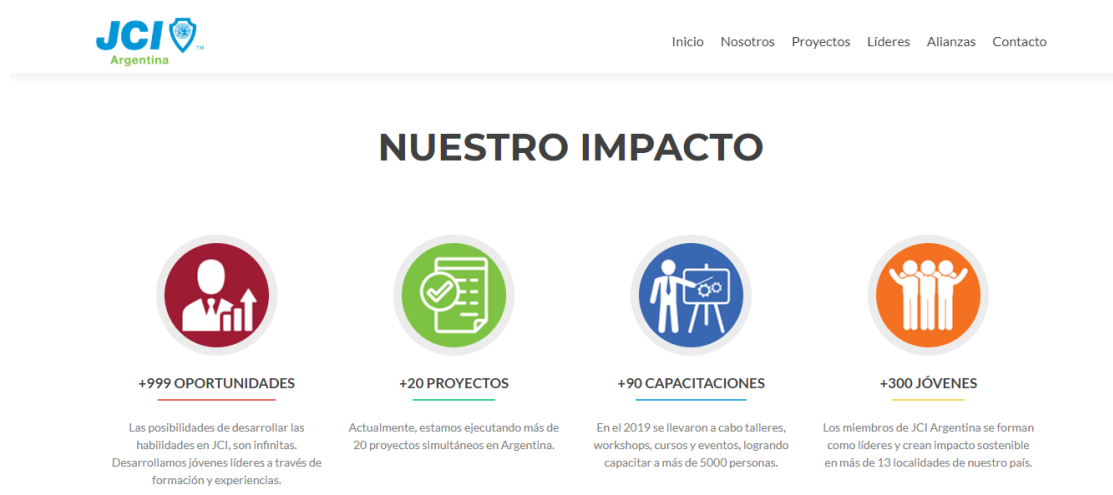 JCI
TM
Argentina
Inicio Nosotros Proyectos Líderes Alianzas Contacto
NUESTRO IMPACTO
+999 OPORTUNIDADES
Las posibilidades de desarrollar las
habilidades en JCI, son infinitas.
Desarrollamos jóvenes líderes a través de
formación y experiencias.
+20 PROYECTOS
Actualmente, estamos ejecutando más de
20 proyectos simultáneos en Argentina.
+90 CAPACITACIONES
En el 2019 se llevaron a cabo talleres,
workshops, cursos y eventos, logrando
capacitar a más de 5000 personas.
+300 JÓVENES
Los miembros de JCI Argentina se forman
como líderes y crean impacto sostenible
en más de 13 localidades de nuestro país.